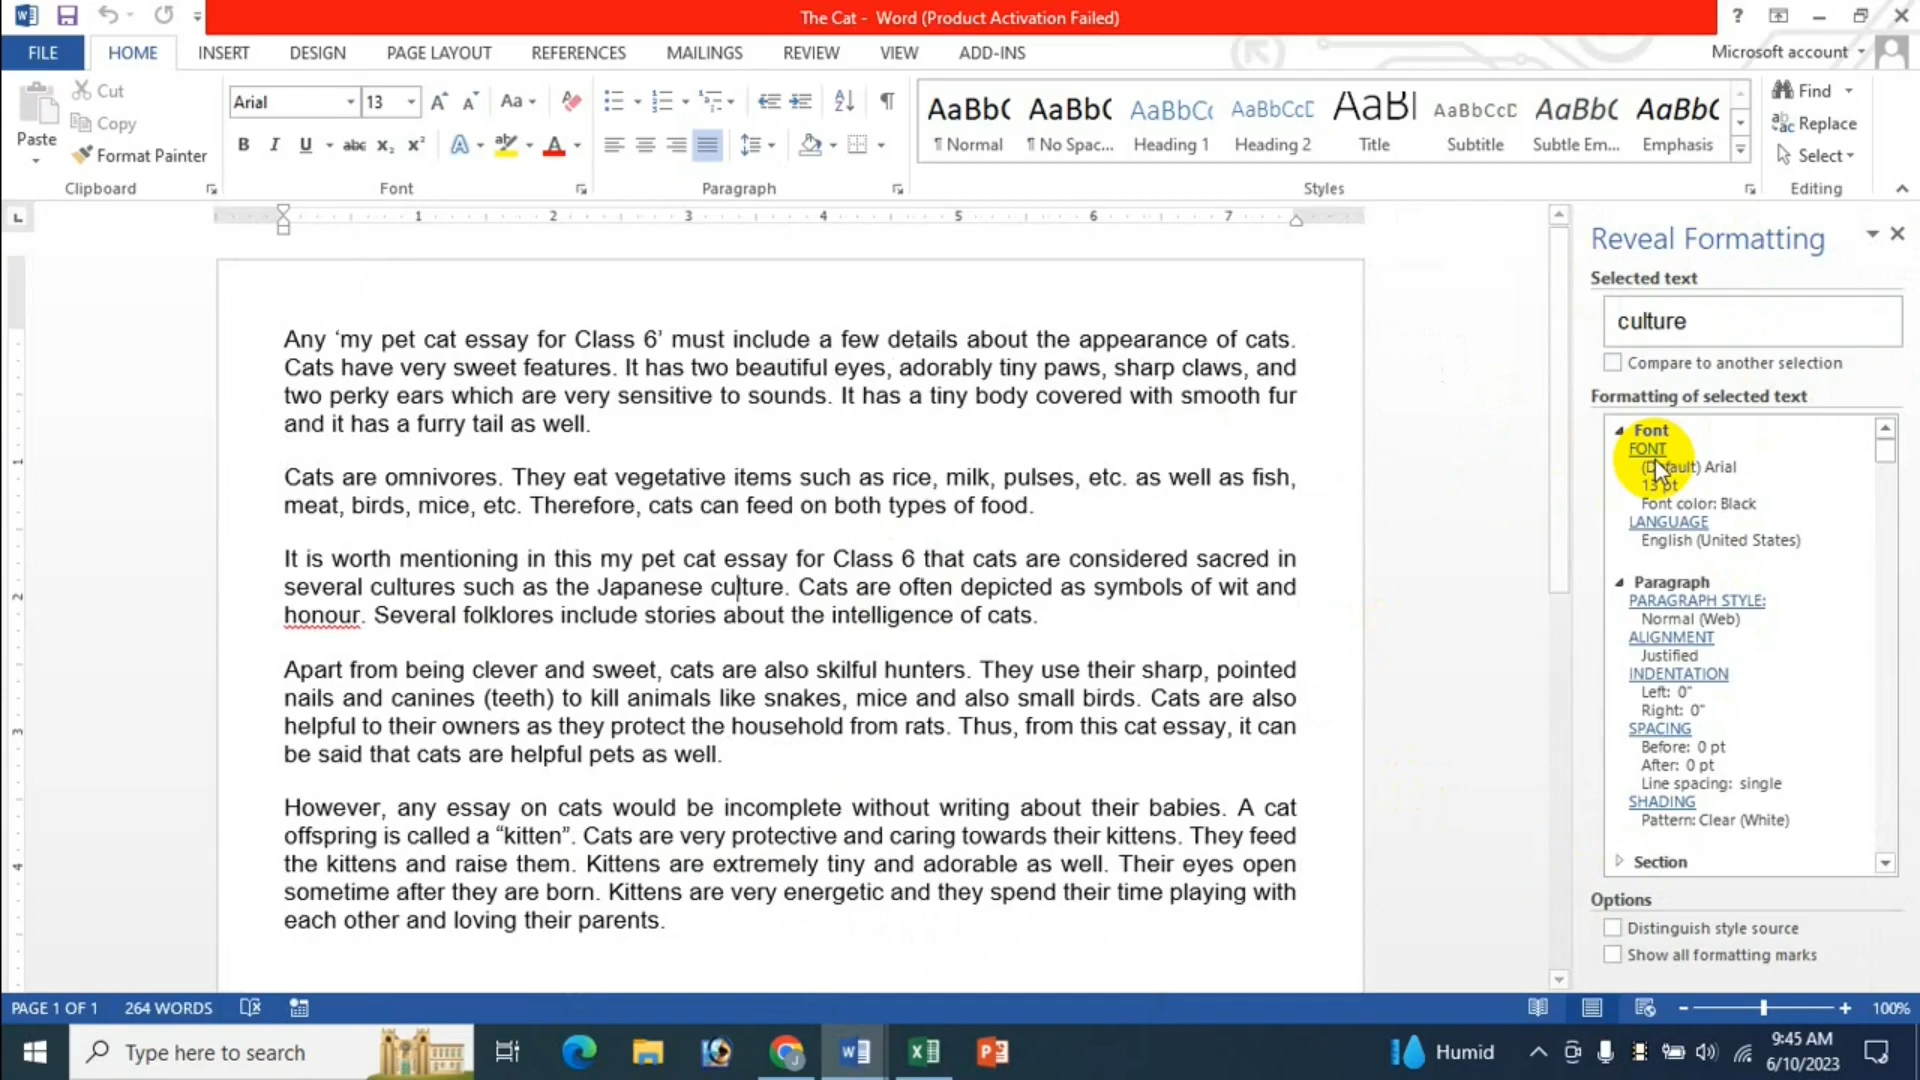 The Cat - Word (Product Activation Failed)
FILE HOME INSERT DESIGN PAGE LAYOUT REFERENCES MAILINGS REVIEW VIEW ADD-INS Microsoft account
Paste Cut Copy Format Painter
Clipboard
Arial 13
Font
Paragraph
AaBbC AaBbC AaBbCc AaBbCcD AaBI AaBbCcD AaBbC AaBbC
¶ Normal ¶ No Spac... Heading 1 Heading 2 Title Subtitle Subtle Em... Emphasis
Styles
Find
Replace
Select
Editing
1 2 3 4 5 6 7
Any ‘my pet cat essay for Class 6’ must include a few details about the appearance of cats.
Cats have very sweet features. It has two beautiful eyes, adorably tiny paws, sharp claws, and
two perky ears which are very sensitive to sounds. It has a tiny body covered with smooth fur
and it has a furry tail as well.
Cats are omnivores. They eat vegetative items such as rice, milk, pulses, etc. as well as fish,
meat, birds, mice, etc. Therefore, cats can feed on both types of food.
It is worth mentioning in this my pet cat essay for Class 6 that cats are considered sacred in
several cultures such as the Japanese culture. Cats are often depicted as symbols of wit and
honour. Several folklores include stories about the intelligence of cats.
Apart from being clever and sweet, cats are also skilful hunters. They use their sharp, pointed
nails and canines (teeth) to kill animals like snakes, mice and also small birds. Cats are also
helpful to their owners as they protect the household from rats. Thus, from this cat essay, it can
be said that cats are helpful pets as well.
However, any essay on cats would be incomplete without writing about their babies. A cat
offspring is called a “kitten”. Cats are very protective and caring towards their kittens. They feed
the kittens and raise them. Kittens are extremely tiny and adorable as well. Their eyes open
sometime after they are born. Kittens are very energetic and they spend their time playing with
each other and loving their parents.
1
2
3
4
Reveal Formatting
Selected text
culture
Compare to another selection
Formatting of selected text
Font
FONT
(Default) Arial
13 pt
Font color: Black
LANGUAGE
English (United States)
Paragraph
PARAGRAPH STYLE:
Normal (Web)
ALIGNMENT
Justified
INDENTATION
Left: 0"
Right: 0"
SPACING
Before: 0 pt
After: 0 pt
Line spacing: single
SHADING
Pattern: Clear (White)
Section
Options
Distinguish style source
Show all formatting marks
PAGE 1 OF 1 264 WORDS 100%
Type here to search Humid 9:45 AM
6/10/2023